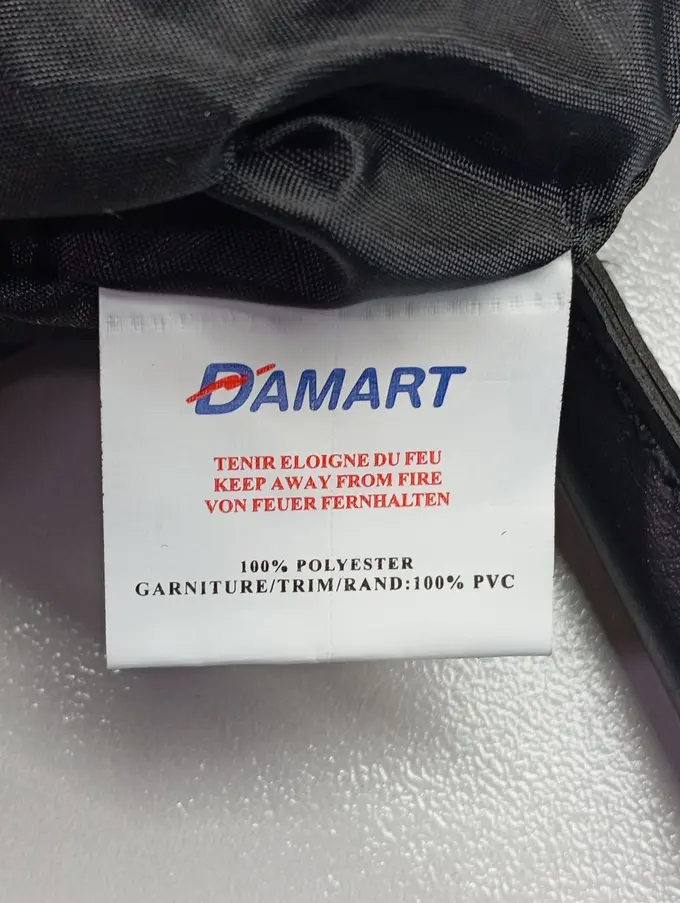 DAMART
TENIR ELOIGNE DU FEU
KEEP AWAY FROM FIRE
VON FEUER FERNHALTEN
100% POLYESTER
GARNITURE/TRIM/RAND:100% PVC